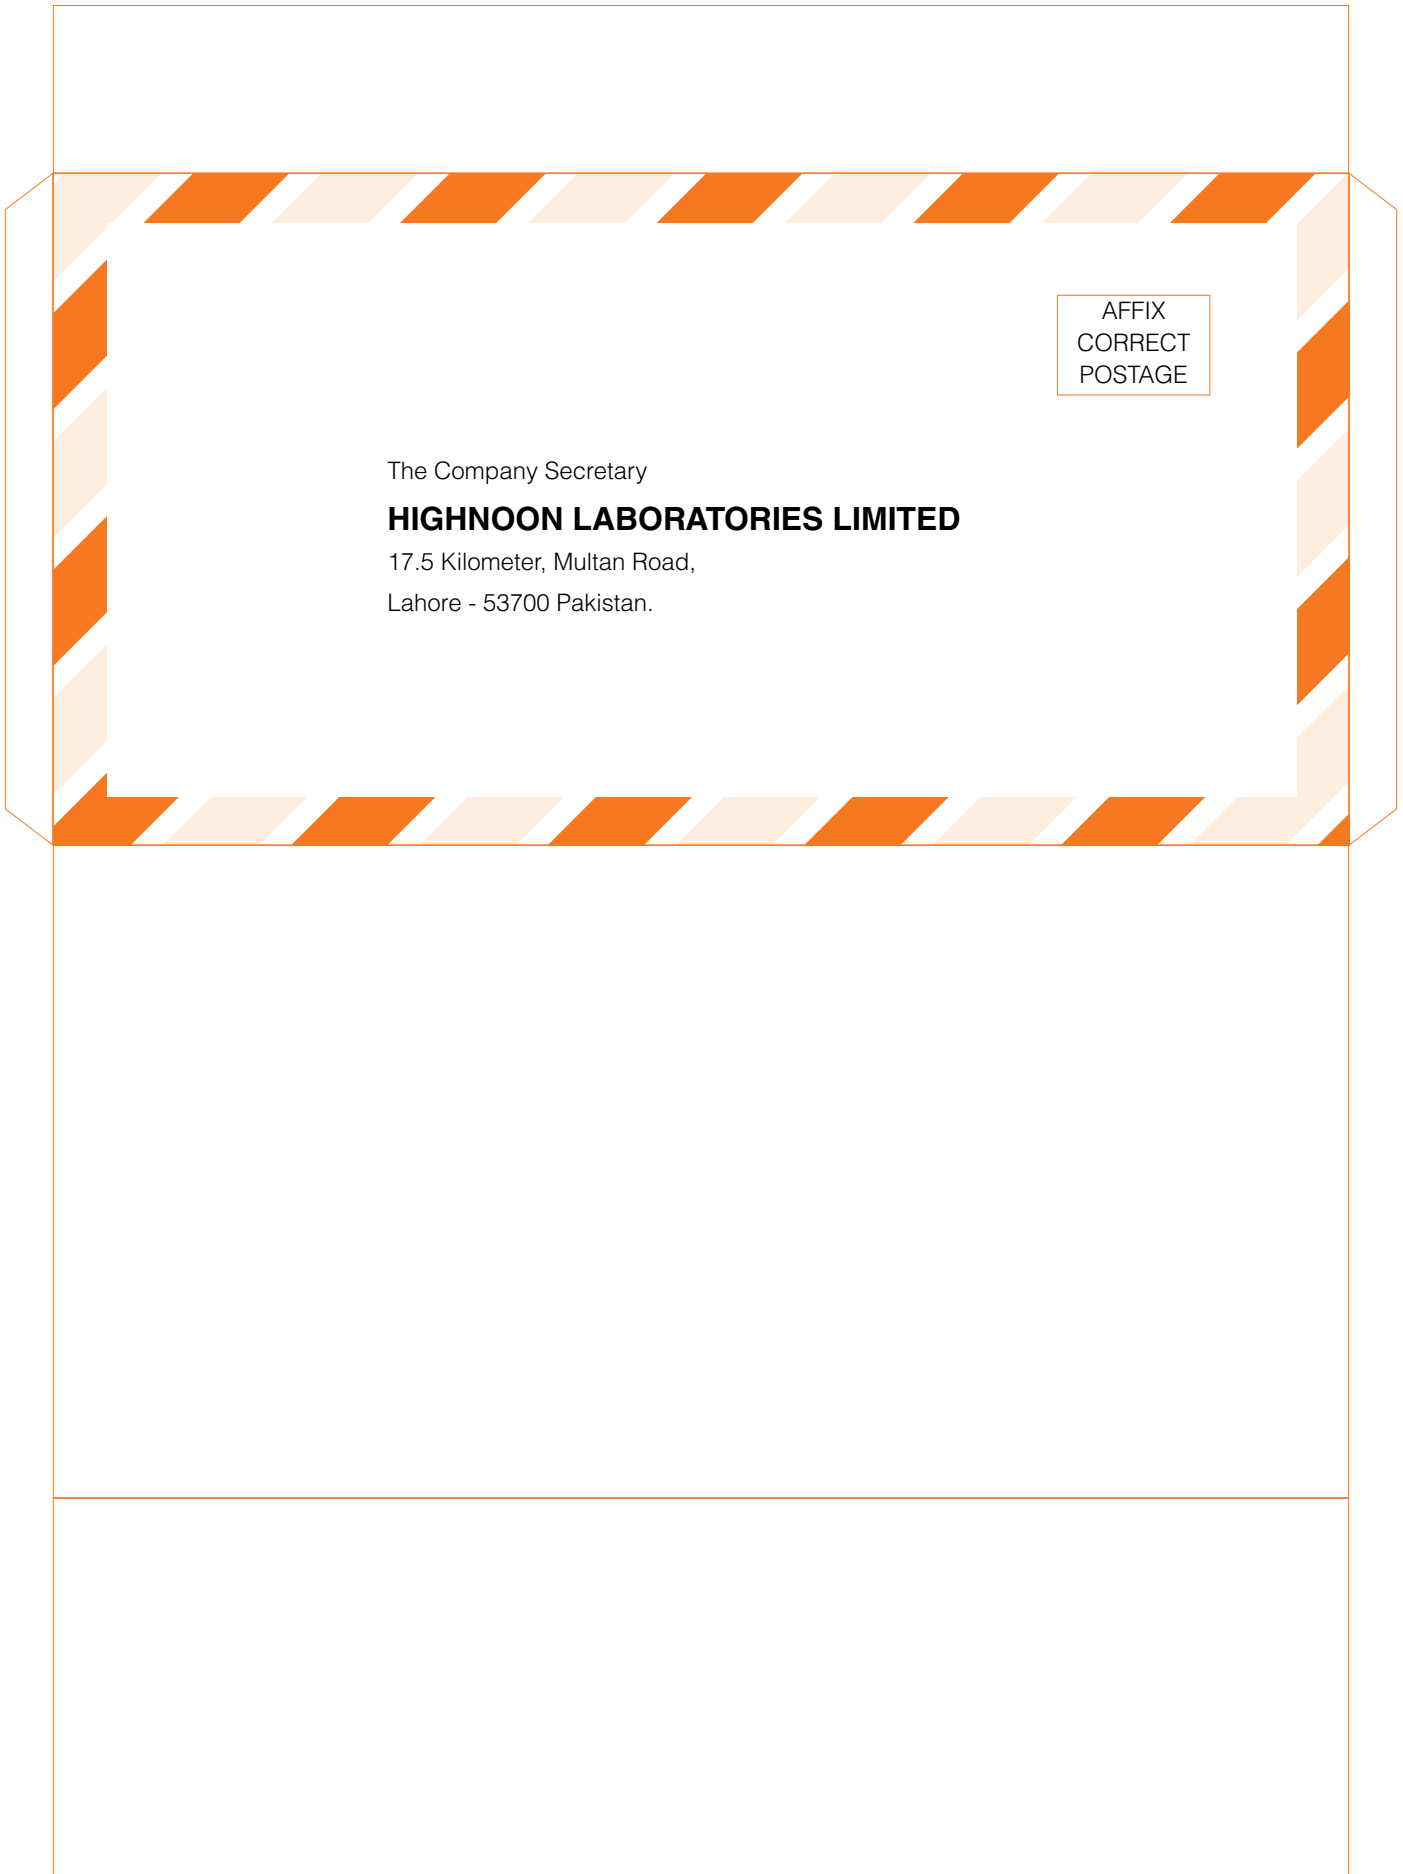 AFFIX
CORRECT
POSTAGE
The Company Secretary
HIGHNOON LABORATORIES LIMITED
17.5 Kilometer, Multan Road,
Lahore - 53700 Pakistan.